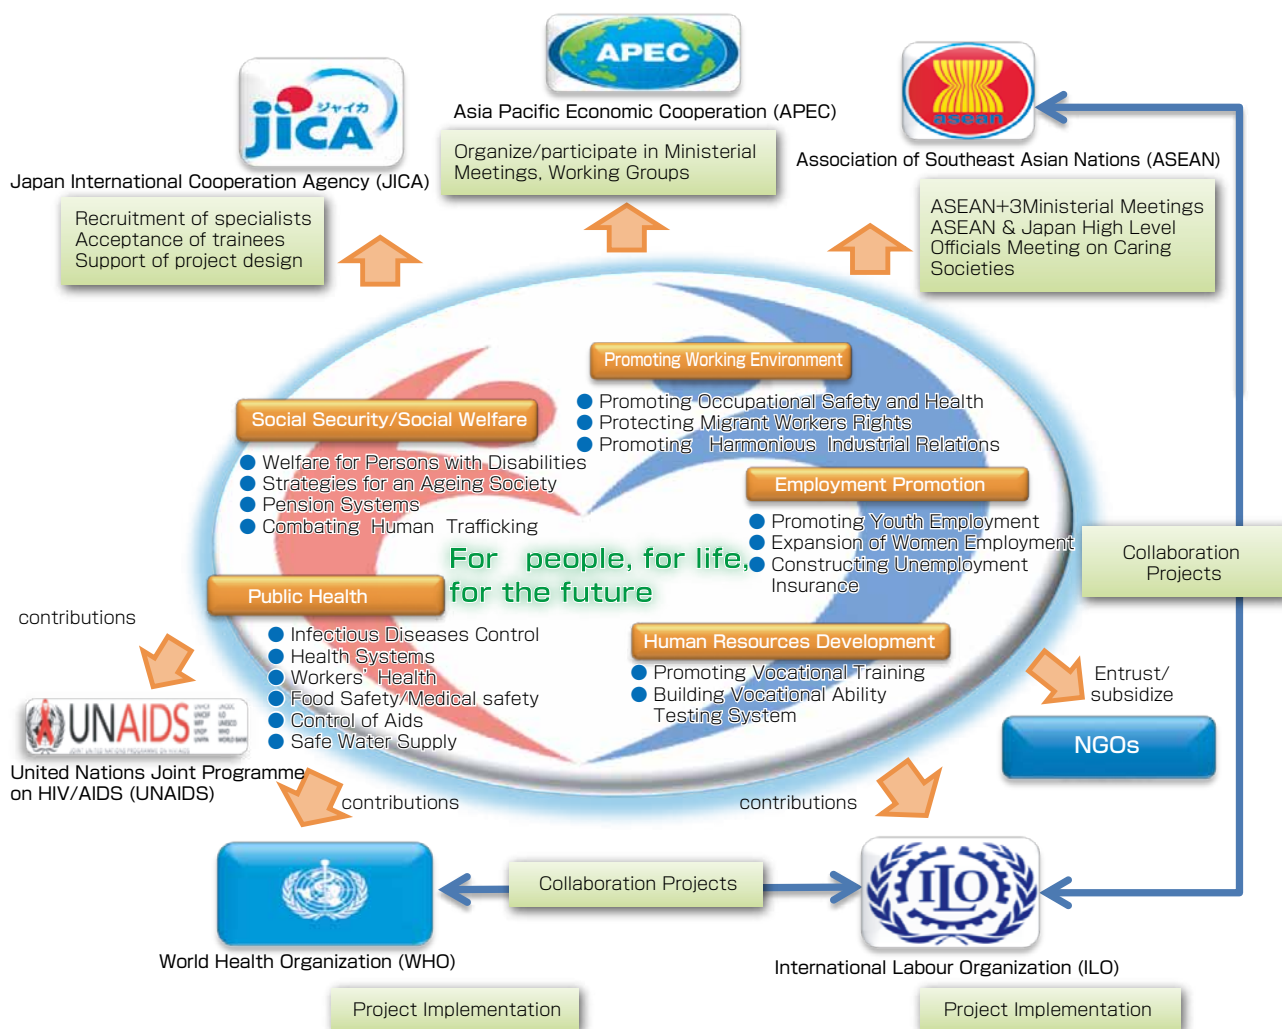 APEC
Asia Pacific Economic Cooperation (APEC)
Organize/participate in Ministerial
Meetings, Working Groups
ジャイカ
JICA
Japan International Cooperation Agency (JICA)
Recruitment of specialists
Acceptance of trainees
Support of project design
asean
Association of Southeast Asian Nations (ASEAN)
ASEAN+3Ministerial Meetings
ASEAN & Japan High Level
Officials Meeting on Caring
Societies
Promoting Working Environment
● Promoting Occupational Safety and Health
● Protecting Migrant Workers Rights
● Promoting Harmonious Industrial Relations
Social Security/Social Welfare
● Welfare for Persons with Disabilities
● Strategies for an Ageing Society
● Pension Systems
● Combating Human Trafficking
Employment Promotion
● Promoting Youth Employment
● Expansion of Women Employment
● Constructing Unemployment
Insurance
For people, for life,
for the future
Public Health
● Infectious Diseases Control
● Health Systems
● Workers' Health
● Food Safety/Medical safety
● Control of Aids
● Safe Water Supply
Human Resources Development
● Promoting Vocational Training
● Building Vocational Ability
Testing System
Collaboration
Projects
contributions
UNAIDS
United Nations Joint Programme
on HIV/AIDS (UNAIDS)
Entrust/
subsidize
NGOs
contributions
contributions
Collaboration Projects
ILO
World Health Organization (WHO)
International Labour Organization (ILO)
Project Implementation
Project Implementation